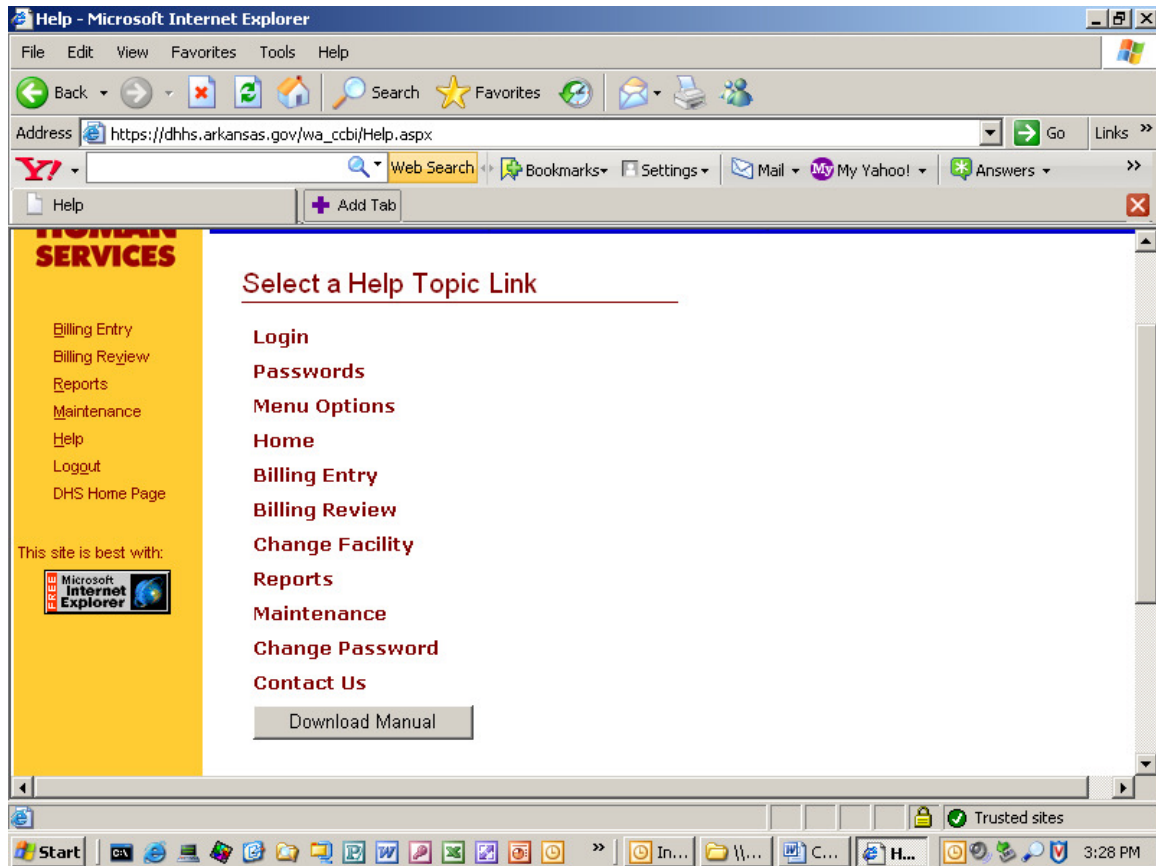 Help - Microsoft Internet Explorer
File Edit View Favorites Tools Help
Back Search Favorites
Address https://dhhs.arkansas.gov/wa_ccbi/Help.aspx Go Links »
Y! Web Search Bookmarks Settings Mail My My Yahoo! Answers »
Help Add Tab
HUMAN
SERVICES
Select a Help Topic Link
Billing Entry
Billing Review
Reports
Maintenance
Help
Logout
DHS Home Page
This site is best with:
FREE Microsoft
Internet
Explorer
Login
Passwords
Menu Options
Home
Billing Entry
Billing Review
Change Facility
Reports
Maintenance
Change Password
Contact Us
Download Manual
Trusted sites
Start » In... \\... C... H... 3:28 PM